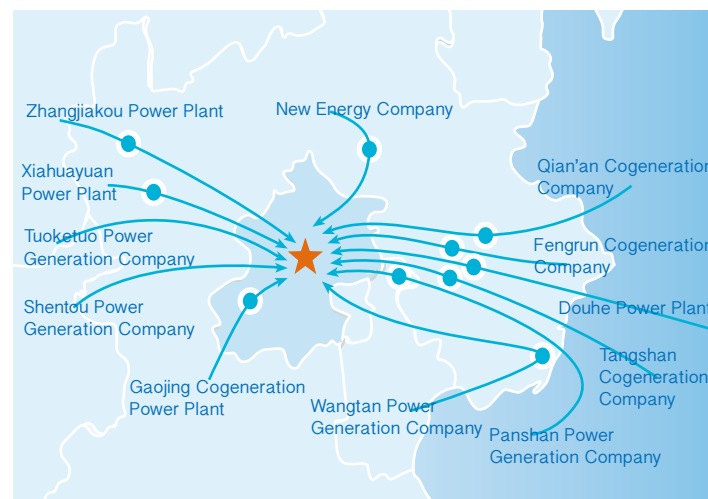 Zhangjiakou Power Plant
New Energy Company
Xiahuayuan
Power Plant
Qian'an Cogeneration
Company
Tuoketuo Power
Generation Company
Fengrun Cogeneration
Company
Shentou Power
Generation Company
Douhe Power Plant
Tangshan
Cogeneration
Company
Gaojing Cogeneration
Power Plant
Wangtan Power
Generation Company
Panshan Power
Generation Company